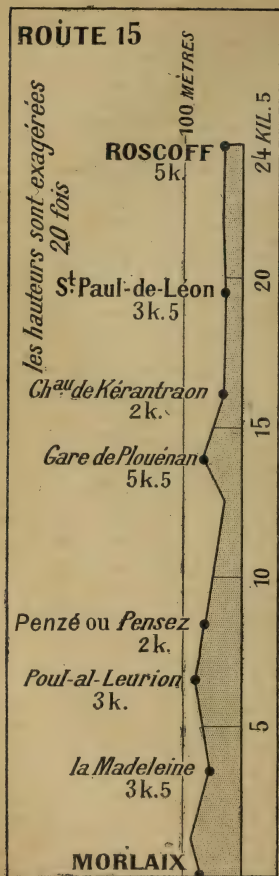 ROUTE 15
les hauteurs sont exagérées
20 fois
100 MÈTRES
24 KIL. 5
ROSCOFF
5k.
20
St. Paul-de-Léon
3k.5
Chau de Kérantraon
2k.
15
Gare de Plouénan
5k.5
10
Penzé ou Pensez
2k.
Poul-al-Leurion
3k.
5
la Madeleine
3k.5
MORLAIX